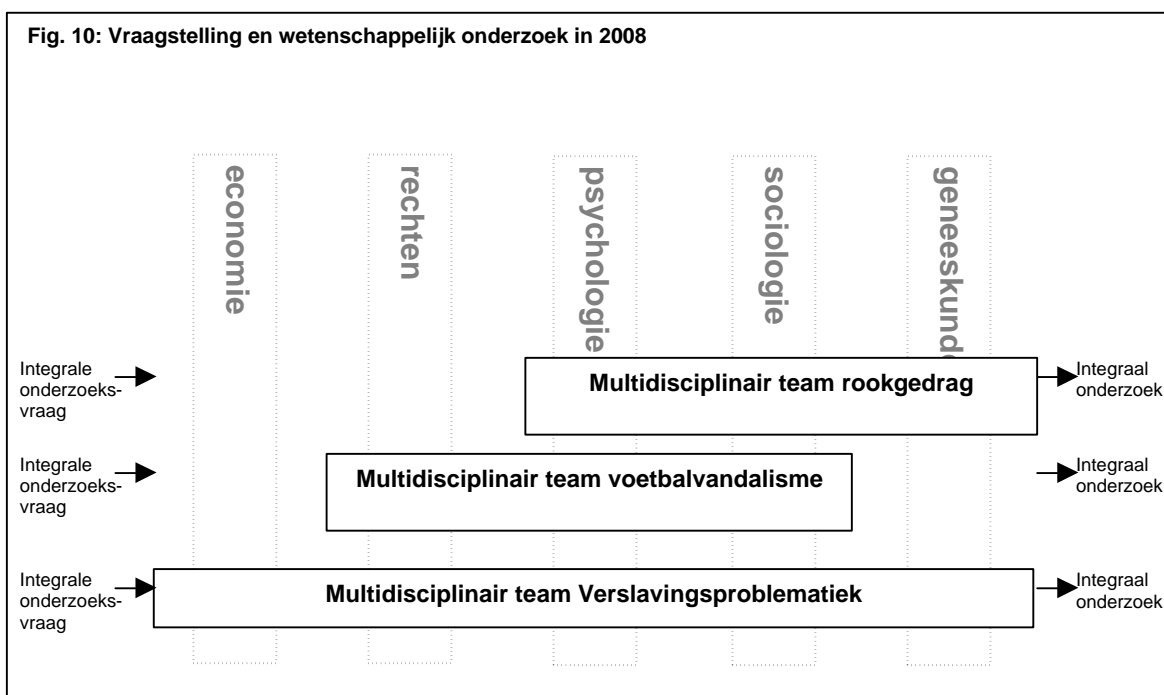 Fig. 10: Vraagstelling en wetenschappelijk onderzoek in 2008
economie
rechten
psychologie
sociologie
geneeskunde
Integrale
onderzoeks-
vraag
Multidisciplinair team rookgedrag
Integraal
onderzoek
Integrale
onderzoeks-
vraag
Multidisciplinair team voetbalvandalisme
Integraal
onderzoek
Integrale
onderzoeks-
vraag
Multidisciplinair team Verslavingsproblematiek
Integraal
onderzoek